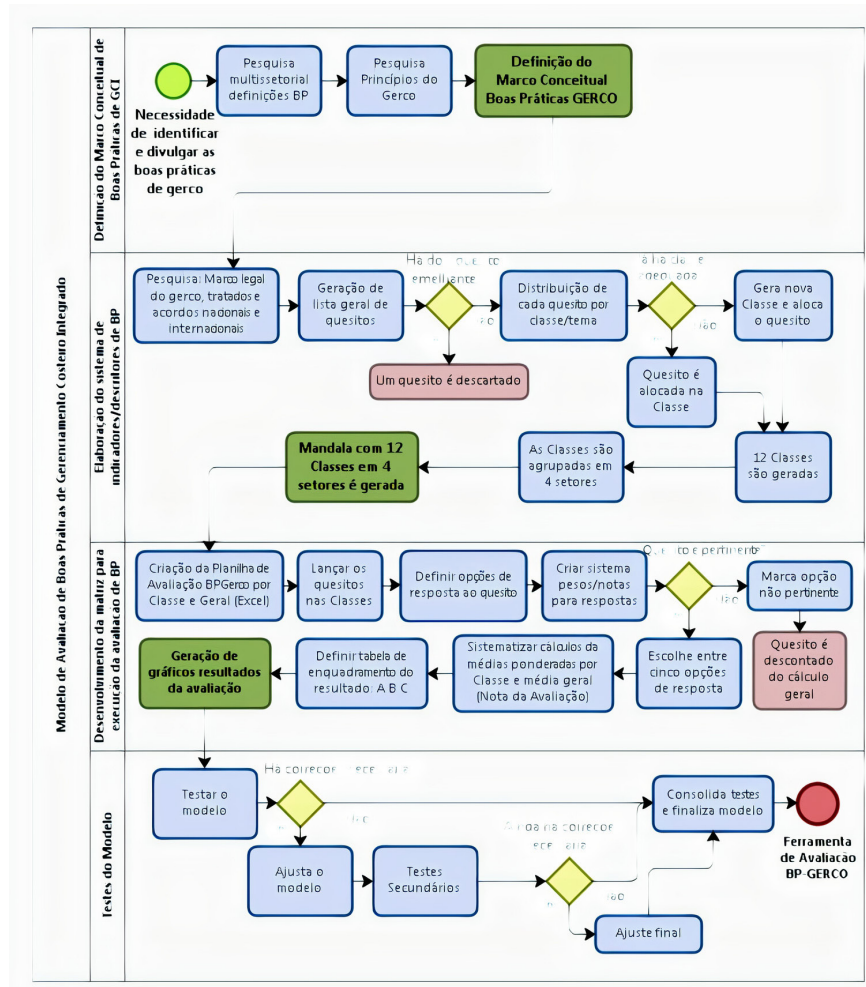 Modelo de Avaliação de Boas Práticas de Gerenciamento Costeiro Integrado
Definição do Marco Conceitual de
Boas Práticas de GCI
Necessidade
de identificar
e divulgar as
boas práticas
de gerco
Pesquisa
multissetorial
definições BP
Pesquisa
Princípios do
Gerco
Definição do
Marco Conceitual
Boas Práticas GERCO
Elaboração do sistema de
indicadores/descritores de BP
Pesquisa: Marco legal
do gerco, tratados e
acordos nacionais e
internacionais
Geração de
lista geral de
quesitos
Um quesito é descartado
Distribuição de
cada quesito por
classe/tema
Gera nova
Classe e aloca
o quesito
Quesito é
alocada na
Classe
12 Classes
são geradas
As Classes são
agrupadas em
4 setores
Mandala com 12
Classes em 4
setores é gerada
Desenvolvimento da matriz para
execução da avaliação de BP
Criação da Planilha de
Avaliação BPGerco por
Classe e Geral (Excel)
Lançar os
quesitos
nas Classes
Definir opções de
resposta ao quesito
Criar sistema
pesos/notas
para respostas
Marca opção
não pertinente
Quesito é
descontado
do cálculo
geral
Escolhe entre
cinco opções
de resposta
Sistematizar cálculos da
médias ponderadas por
Classe e média geral
(Nota da Avaliação)
Definir tabela de
enquadramento do
resultado: A B C
Geração de
gráficos resultados
da avaliação
Testes do Modelo
Testar o
modelo
Ajusta o
modelo
Testes
Secundários
Ajuste final
Consolida testes
e finaliza modelo
Ferramenta
de Avaliação
BP-GERCO